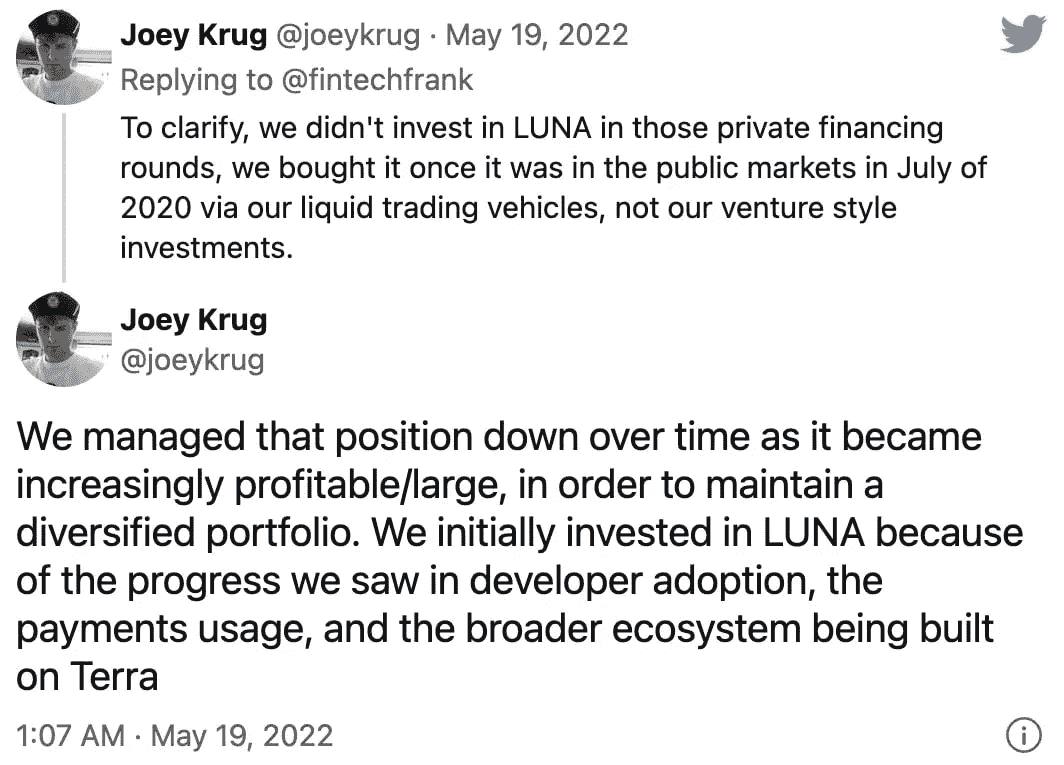 Joey Krug @joeykrug · May 19, 2022
Replying to @fintechfrank
To clarify, we didn't invest in LUNA in those private financing
rounds, we bought it once it was in the public markets in July of
2020 via our liquid trading vehicles, not our venture style
investments.
Joey Krug
@joeykrug
We managed that position down over time as it became
increasingly profitable/large, in order to maintain a
diversified portfolio. We initially invested in LUNA because
of the progress we saw in developer adoption, the
payments usage, and the broader ecosystem being built
on Terra
1:07 AM · May 19, 2022